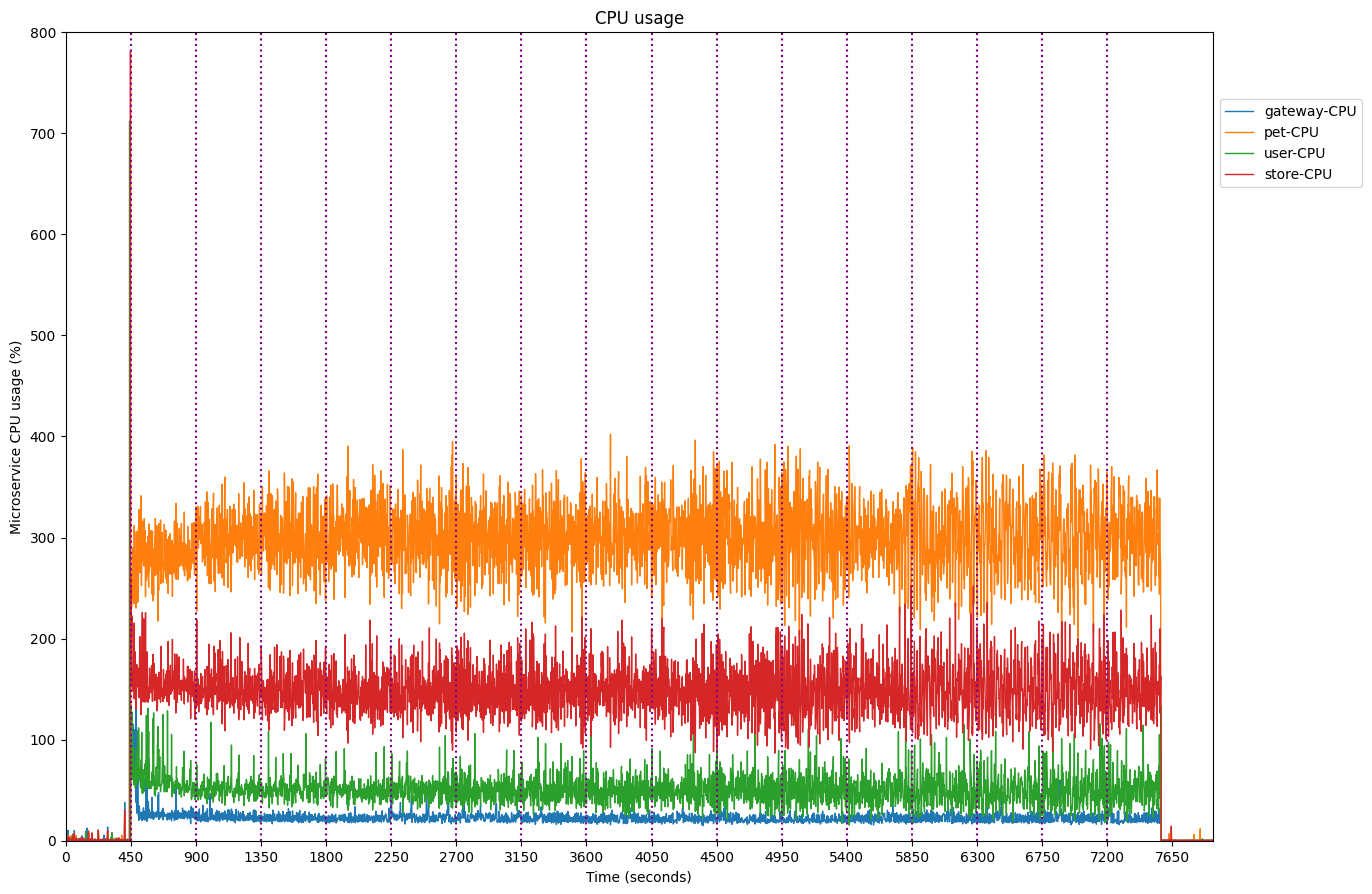 CPU usage
Microservice CPU usage (%)
800
700
600
500
400
300
200
100
0
0 450 900 1350 1800 2250 2700 3150 3600 4050 4500 4950 5400 5850 6300 6750 7200 7650
Time (seconds)
gateway-CPU
pet-CPU
user-CPU
store-CPU